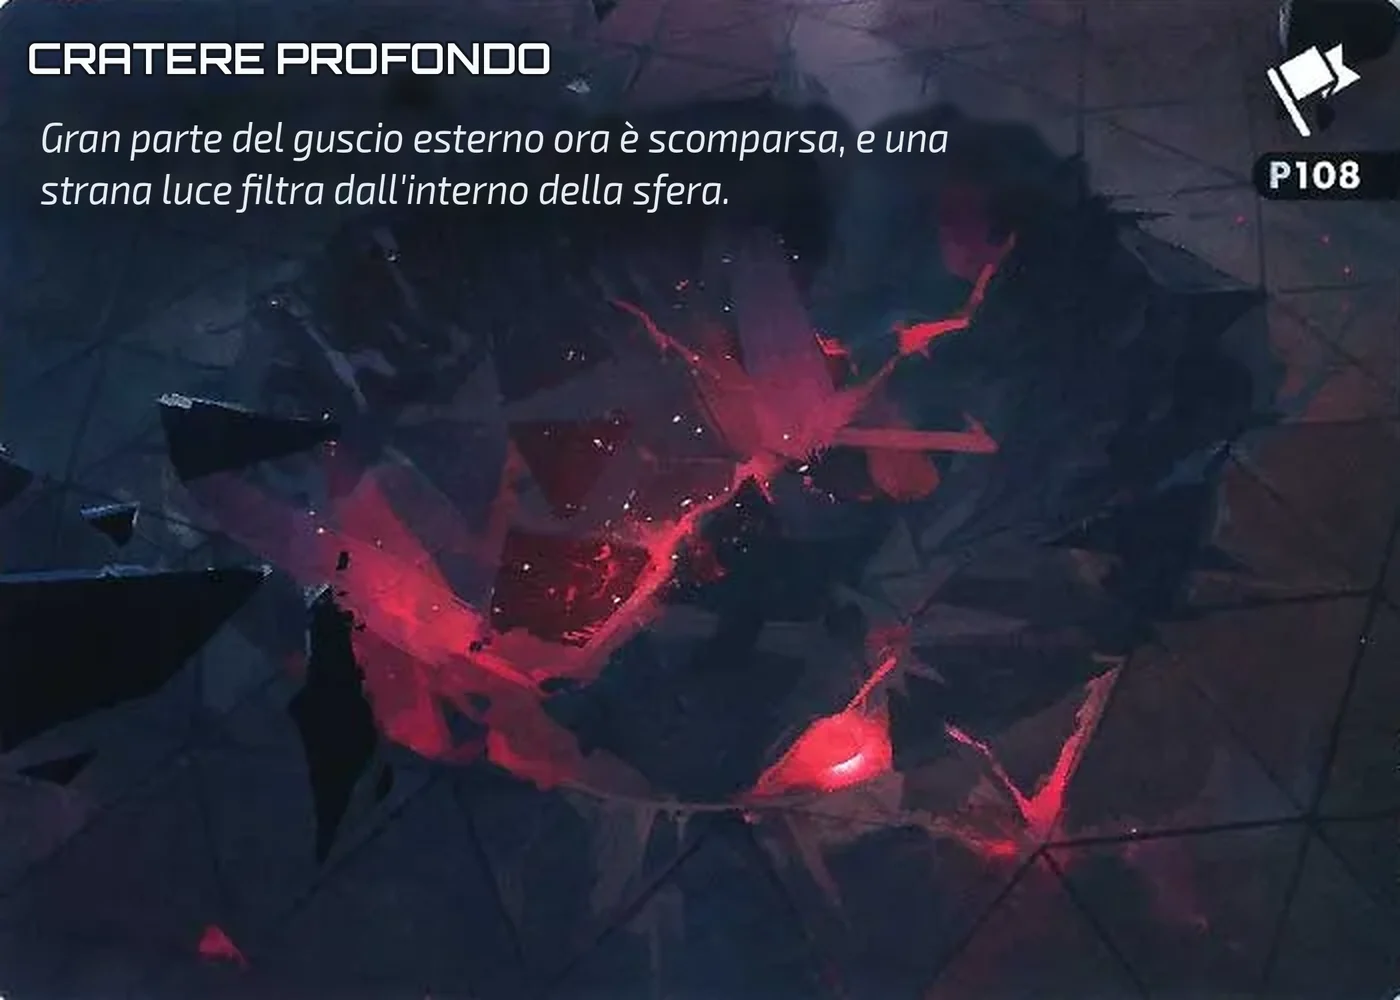 CRATERE PROFONDO
Gran parte del guscio esterno ora è scomparsa, e una
strana luce filtra dall'interno della sfera.
P108